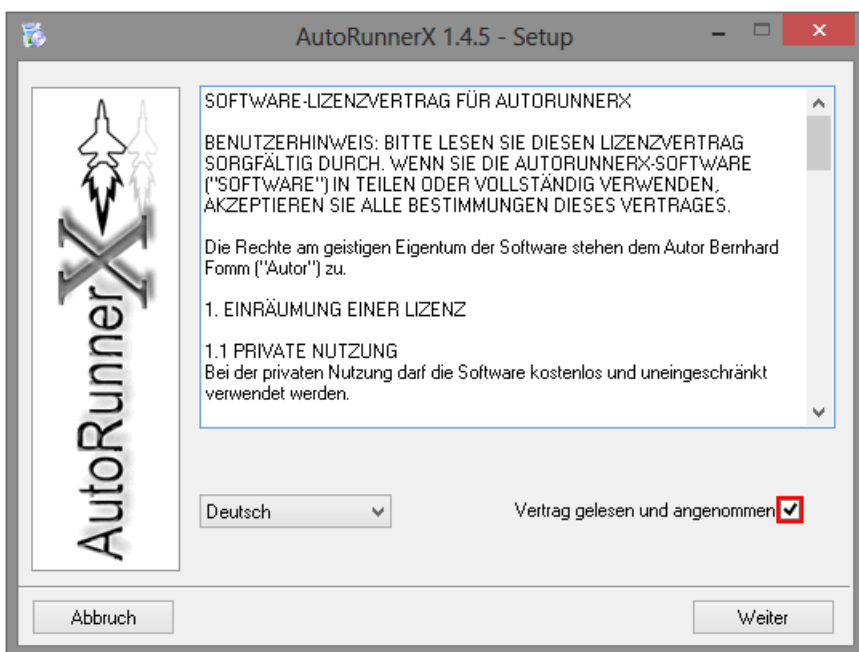 AutoRunnerX 1.4.5 - Setup
SOFTWARE-LIZENZVERTRAG FÜR AUTORUNNERX
BENUTZERHINWEIS: BITTE LESEN SIE DIESEN LIZENZVERTRAG
SORGFÄLTIG DURCH. WENN SIE DIE AUTORUNNERX-SOFTWARE
("SOFTWARE") IN TEILEN ODER VOLLSTÄNDIG VERWENDEN,
AKZEPTIEREN SIE ALLE BESTIMMUNGEN DIESES VERTRAGES.
Die Rechte am geistigen Eigentum der Software stehen dem Autor Bernhard
Fomm ("Autor") zu.
1. EINRÄUMUNG EINER LIZENZ
1.1 PRIVATE NUTZUNG
Bei der privaten Nutzung darf die Software kostenlos und uneingeschränkt
verwendet werden.
AutoRunnerX
Deutsch
Vertrag gelesen und angenommen
Abbruch
Weiter